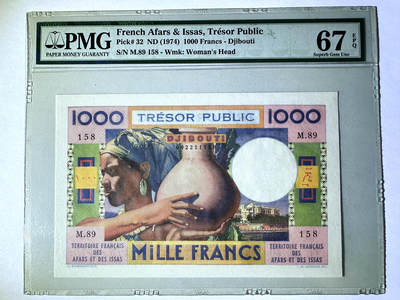 PMG
PAPER MONEY GUARANTY
French Afars & Issas, Trésor Public
Pick# 32 ND (1974) 1000 Francs - Djibouti
S/N M.89 158 - Wmk: Woman's Head
67 EPQ
Superb Gem Unc
1000 TRÉSOR PUBLIC 1000
158 DJIBOUTI M.89
M.89 158
TERRITOIRE FRANÇAIS
DES
AFARS ET DES ISSAS
MILLE FRANCS
TERRITOIRE FRANÇAIS
DES
AFARS ET DES ISSAS